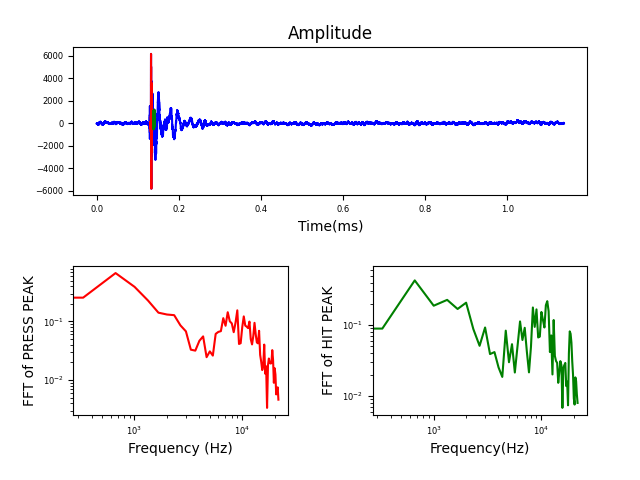 Amplitude
6000
4000
2000
0
−2000
−4000
−6000
0.0 0.2 0.4 0.6 0.8 1.0
Time(ms)
FFT of PRESS PEAK
10⁻¹
10⁻²
10³ 10⁴
Frequency (Hz)
FFT of HIT PEAK
10⁻¹
10⁻²
10³ 10⁴
Frequency(Hz)